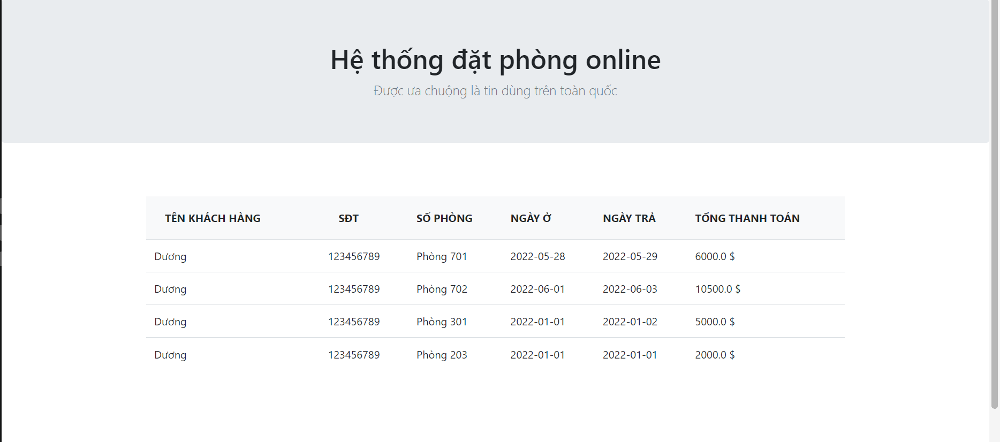 Hệ thống đặt phòng online
Được ưa chuộng là tin dùng trên toàn quốc
TÊN KHÁCH HÀNG SĐT SỐ PHÒNG NGÀY Ở NGÀY TRẢ TỔNG THANH TOÁN
Dương 123456789 Phòng 701 2022-05-28 2022-05-29 6000.0 $
Dương 123456789 Phòng 702 2022-06-01 2022-06-03 10500.0 $
Dương 123456789 Phòng 301 2022-01-01 2022-01-02 5000.0 $
Dương 123456789 Phòng 203 2022-01-01 2022-01-01 2000.0 $